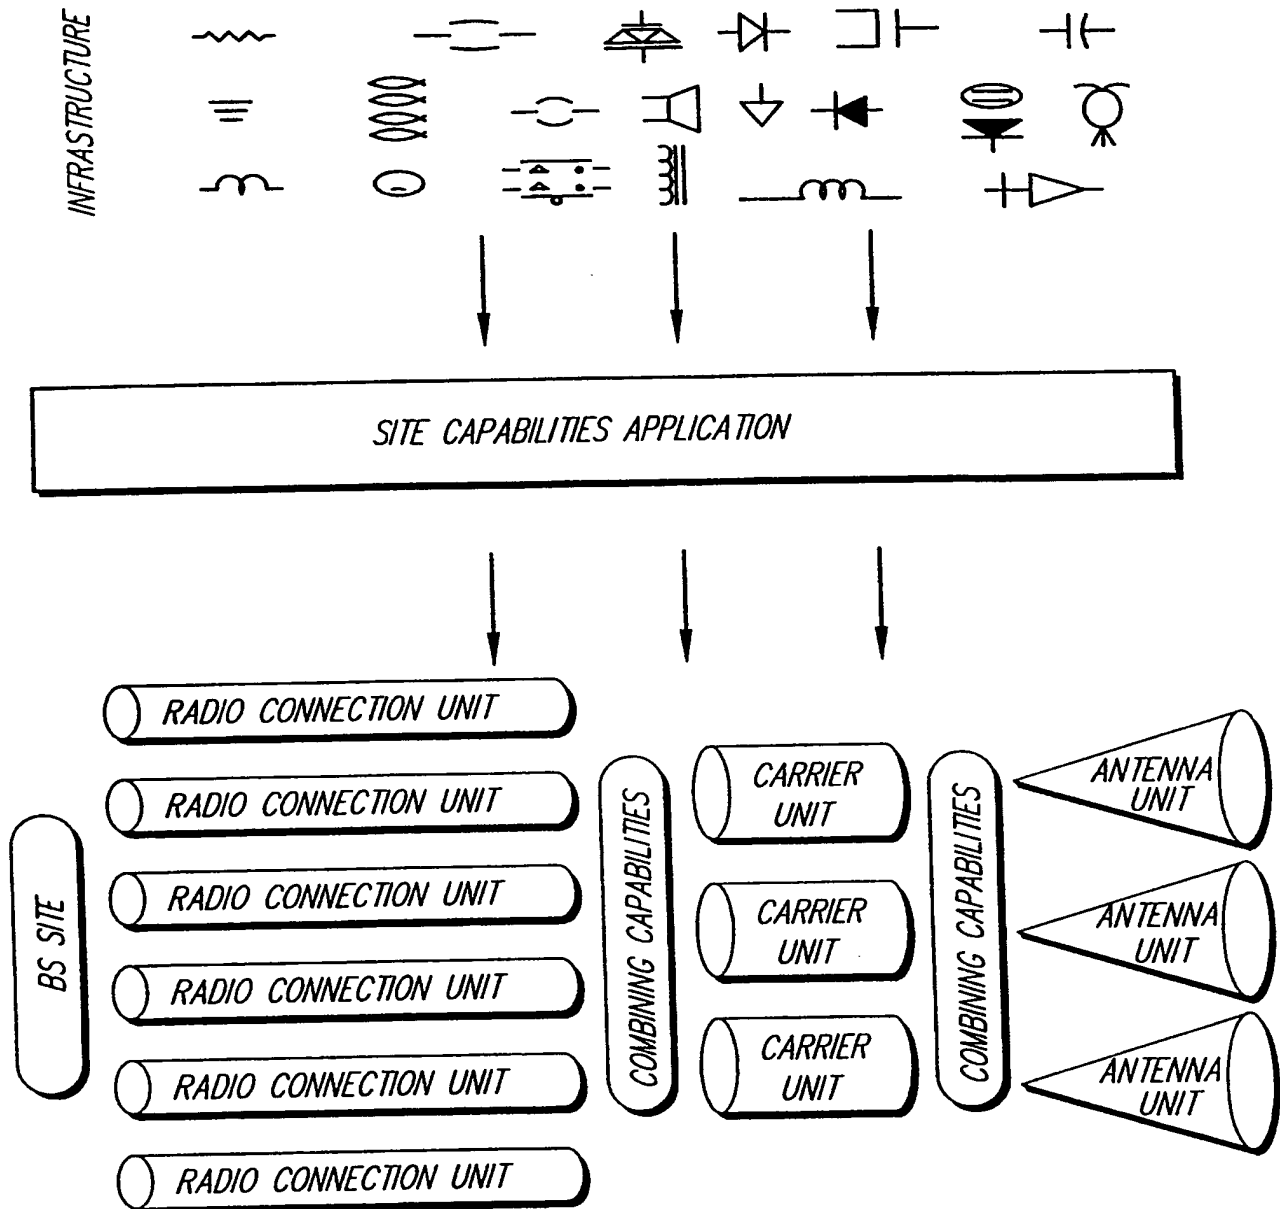 INFRASTRUCTURE
SITE CAPABILITIES APPLICATION
BS SITE
RADIO CONNECTION UNIT
RADIO CONNECTION UNIT
RADIO CONNECTION UNIT
RADIO CONNECTION UNIT
RADIO CONNECTION UNIT
RADIO CONNECTION UNIT
COMBINING CAPABILITIES
CARRIER
UNIT
CARRIER
UNIT
CARRIER
UNIT
COMBINING CAPABILITIES
ANTENNA
UNIT
ANTENNA
UNIT
ANTENNA
UNIT